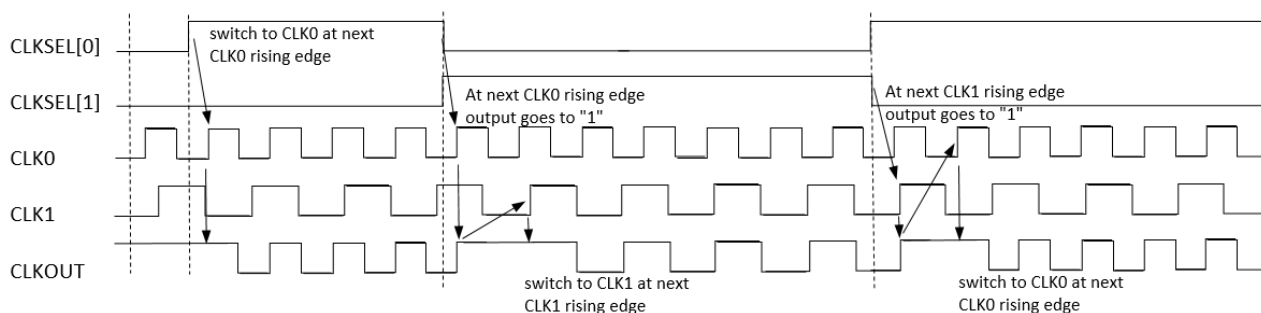 CLKSEL[0]
switch to CLK0 at next
CLK0 rising edge
CLKSEL[1]
At next CLK0 rising edge
output goes to "1"
At next CLK1 rising edge
output goes to "1"
CLK0
CLK1
CLKOUT
switch to CLK1 at next
CLK1 rising edge
switch to CLK0 at next
CLK0 rising edge